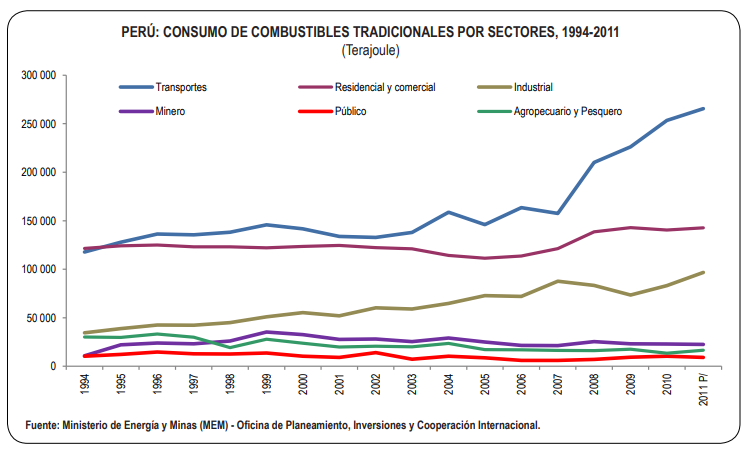 PERÚ: CONSUMO DE COMBUSTIBLES TRADICIONALES POR SECTORES, 1994-2011
(Terajoule)
300 000
250 000
200 000
150 000
100 000
50 000
0
Transportes
Residencial y comercial
Industrial
Minero
Público
Agropecuario y Pesquero
1994
1995
1996
1997
1998
1999
2000
2001
2002
2003
2004
2005
2006
2007
2008
2009
2010
2011 P/
Fuente: Ministerio de Energía y Minas (MEM) - Oficina de Planeamiento, Inversiones y Cooperación Internacional.